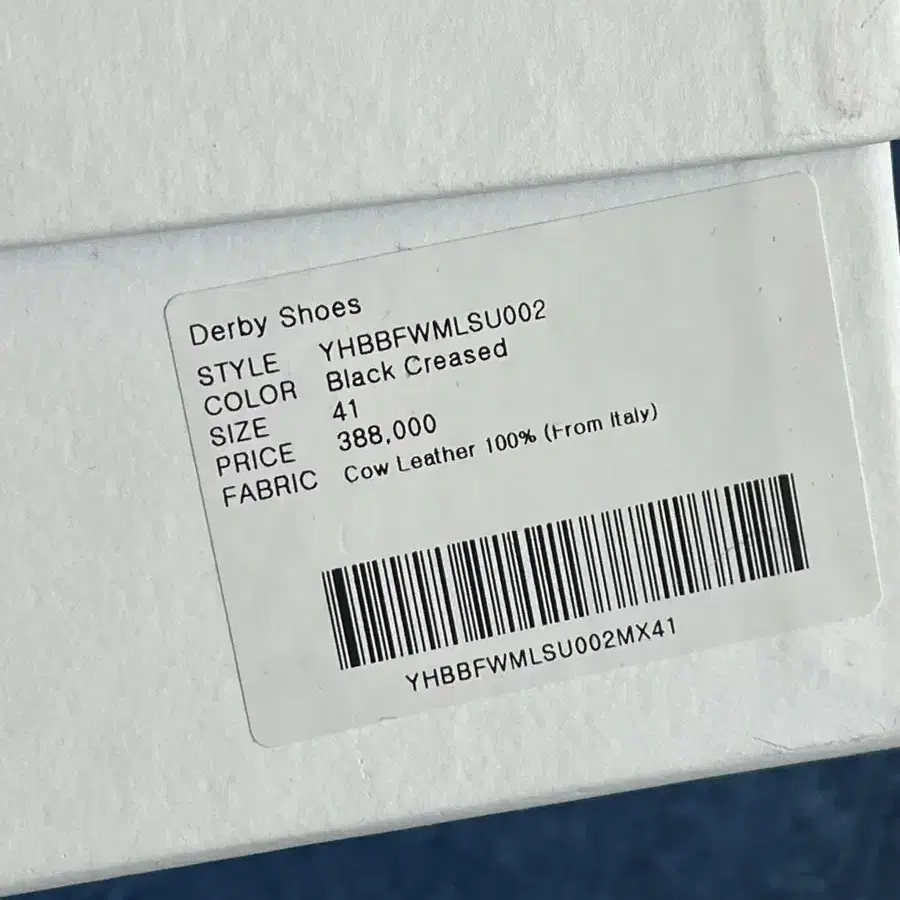 Derby Shoes
STYLE YHBBFWMLSU002
COLOR Black Creased
SIZE 41
PRICE 388,000
FABRIC Cow Leather 100% (From Italy)
YHBBFWMLSU002MX41